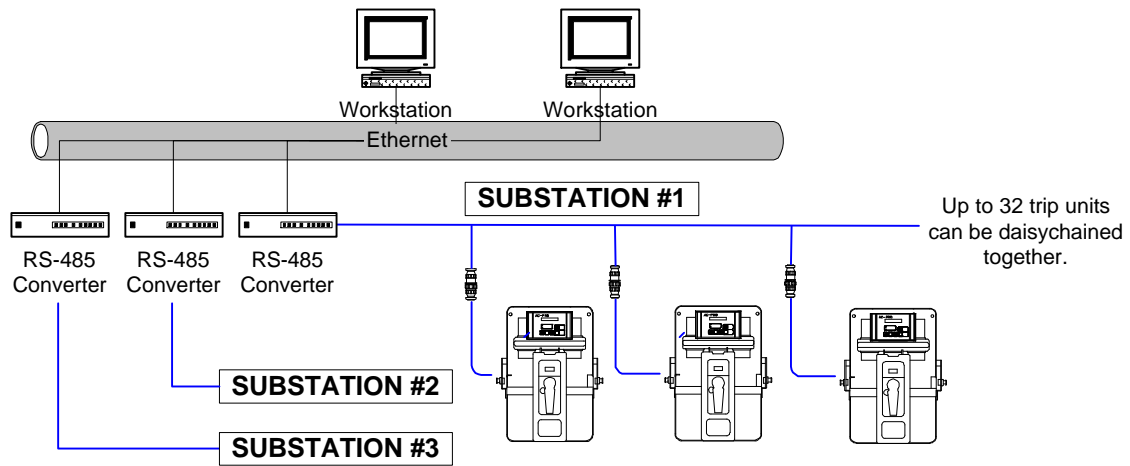 Workstation
Workstation
Ethernet
SUBSTATION #1
Up to 32 trip units
can be daisychained
together.
RS-485
Converter
RS-485
Converter
RS-485
Converter
SUBSTATION #2
SUBSTATION #3